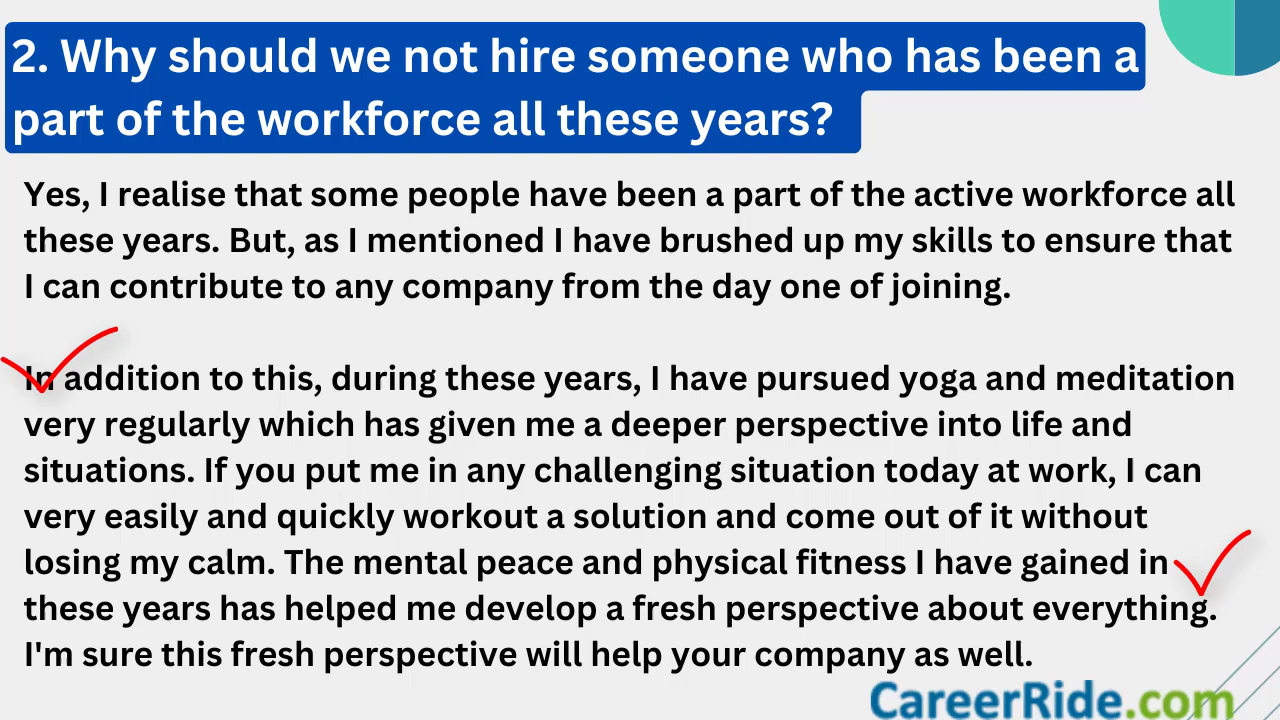 2. Why should we not hire someone who has been a
part of the workforce all these years?
Yes, I realise that some people have been a part of the active workforce all
these years. But, as I mentioned I have brushed up my skills to ensure that
I can contribute to any company from the day one of joining.
In addition to this, during these years, I have pursued yoga and meditation
very regularly which has given me a deeper perspective into life and
situations. If you put me in any challenging situation today at work, I can
very easily and quickly workout a solution and come out of it without
losing my calm. The mental peace and physical fitness I have gained in
these years has helped me develop a fresh perspective about everything.
I'm sure this fresh perspective will help your company as well.
CareerRide.com